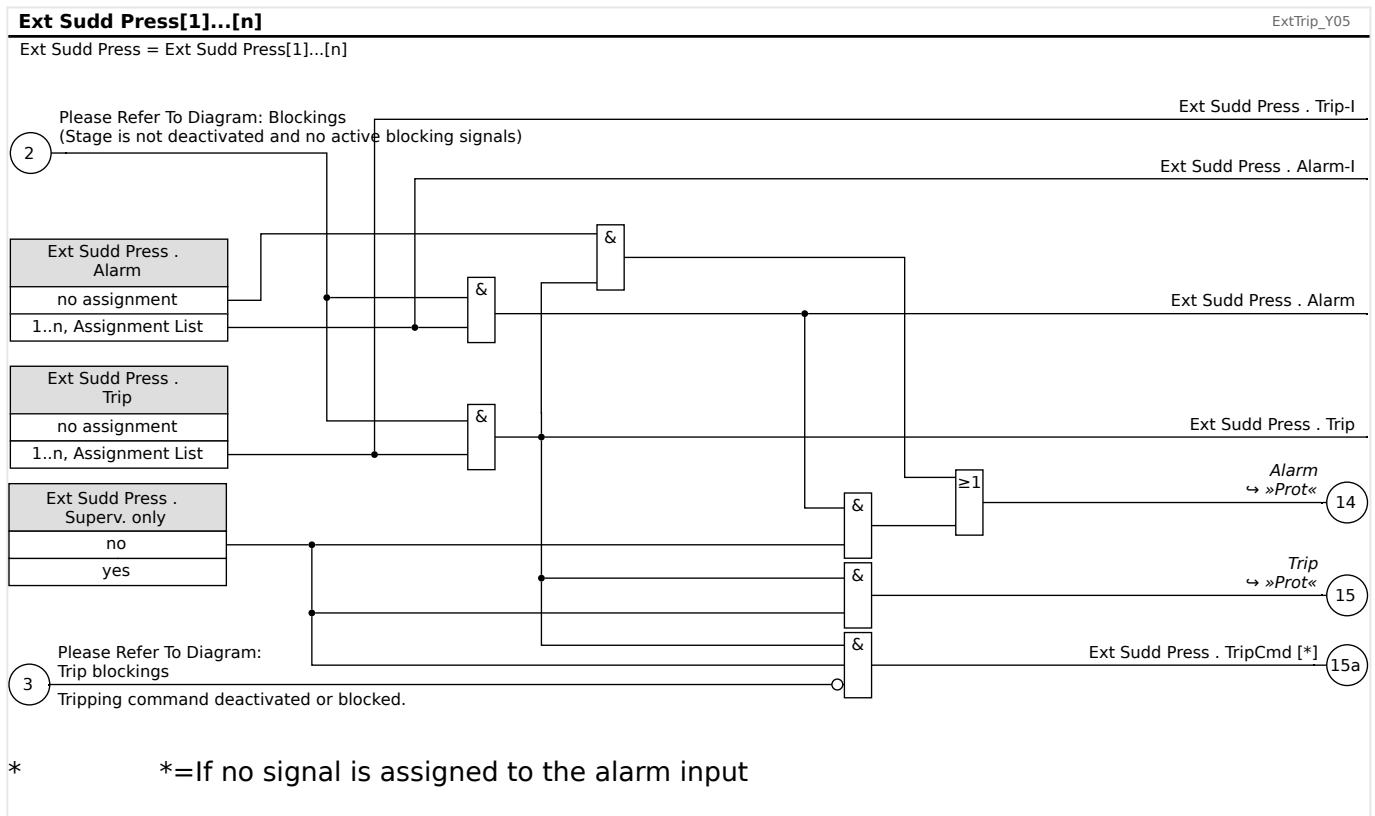 Ext Sudd Press[1]...[n]
ExtTrip_Y05
Ext Sudd Press = Ext Sudd Press[1]...[n]
Please Refer To Diagram: Blockings
(Stage is not deactivated and no active blocking signals)
2
Ext Sudd Press . Trip-I
Ext Sudd Press . Alarm-I
Ext Sudd Press .
Alarm
no assignment
1..n, Assignment List
&
&
Ext Sudd Press . Alarm
Ext Sudd Press .
Trip
no assignment
1..n, Assignment List
&
Ext Sudd Press . Trip
Ext Sudd Press .
Superv. only
no
yes
≥1
&
Alarm
↪ »Prot«
14
&
Trip
↪ »Prot«
15
Please Refer To Diagram:
Trip blockings
3
Tripping command deactivated or blocked.
&
Ext Sudd Press . TripCmd [*]
15a
* *=If no signal is assigned to the alarm input